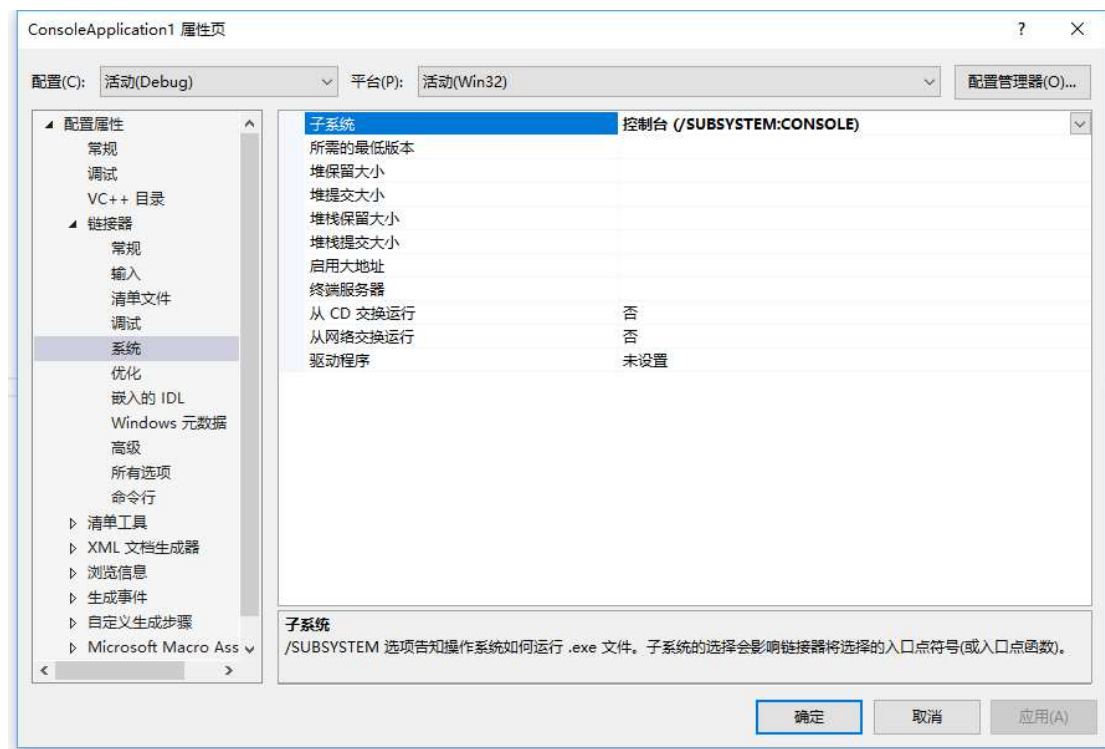 ConsoleApplication1 属性页
? ×
配置(C): 活动(Debug) 平台(P): 活动(Win32) 配置管理器(O)...
配置属性
常规
调试
VC++ 目录
链接器
常规
输入
清单文件
调试
系统
优化
嵌入的 IDL
Windows 元数据
高级
所有选项
命令行
清单工具
XML 文档生成器
浏览信息
生成事件
自定义生成步骤
Microsoft Macro Ass
子系统 控制台 (/SUBSYSTEM:CONSOLE)
所需的最低版本
堆保留大小
堆提交大小
堆栈保留大小
堆栈提交大小
启用大地址
终端服务器
从 CD 交换运行 否
从网络交换运行 否
驱动程序 未设置
子系统
/SUBSYSTEM 选项告知操作系统如何运行 .exe 文件。子系统的选择会影响链接器将选择的入口点符号(或入口点函数)。
确定 取消 应用(A)